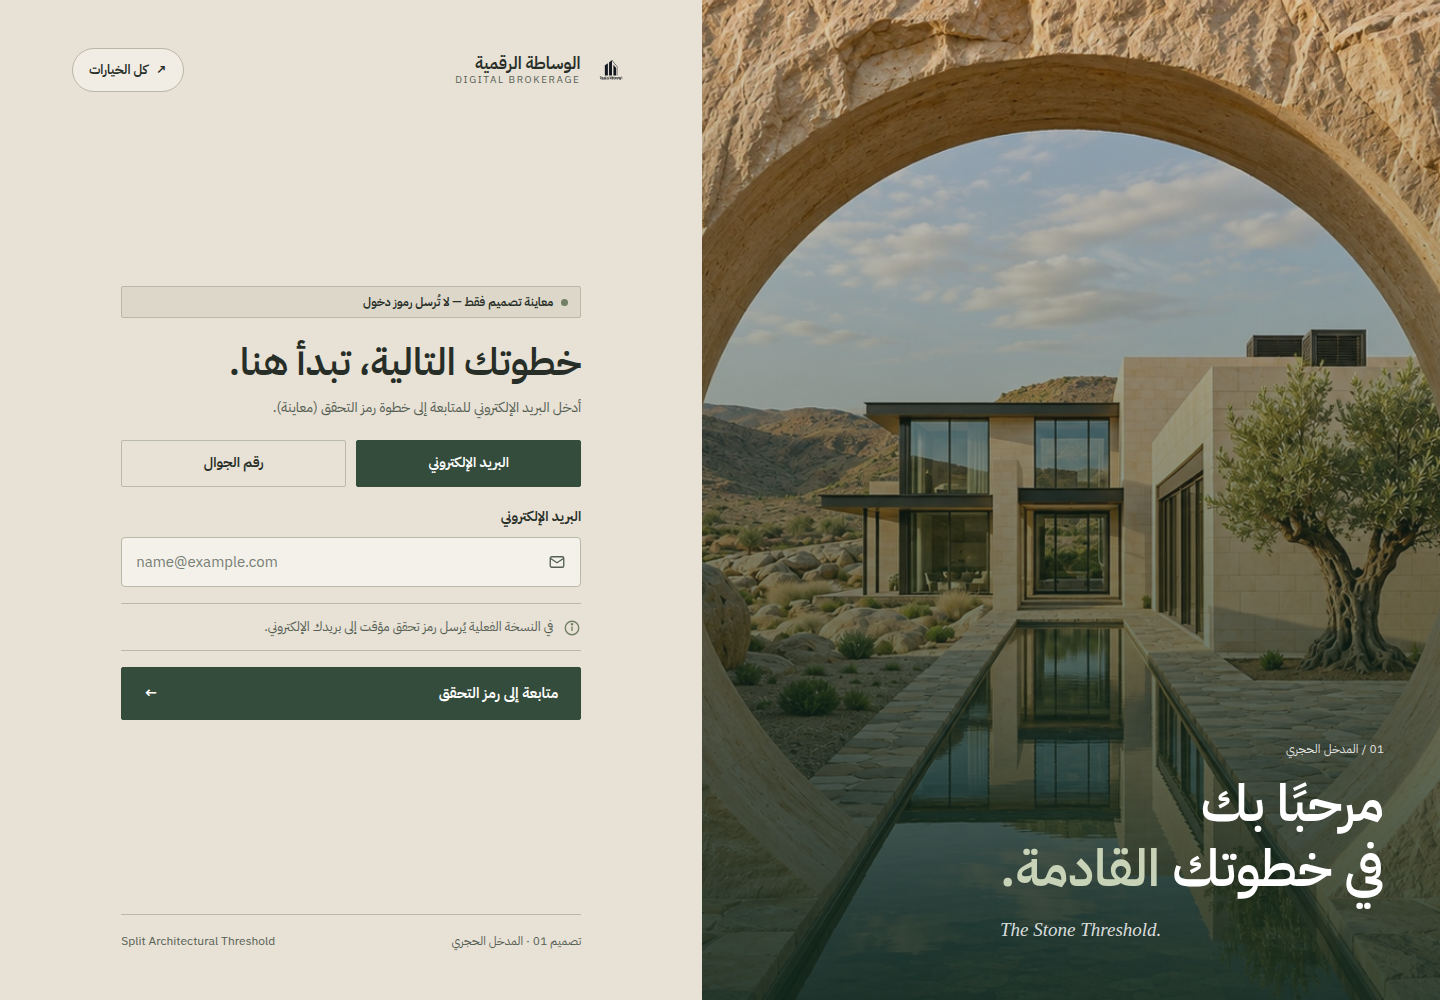 01 / المدخل الحجري
مرحبًا بك
في خطوتك القادمة.
The Stone Threshold.
الوساطة الرقمية
DIGITAL BROKERAGE
كل الخيارات ↗
معاينة تصميم فقط — لا تُرسل رموز دخول
خطوتك التالية، تبدأ هنا.
أدخل البريد الإلكتروني للمتابعة إلى خطوة رمز التحقق (معاينة).
البريد الإلكتروني
رقم الجوال
البريد الإلكتروني
name@example.com
في النسخة الفعلية يُرسل رمز تحقق مؤقت إلى بريدك الإلكتروني.
متابعة إلى رمز التحقق ←
تصميم 01 · المدخل الحجري
Split Architectural Threshold